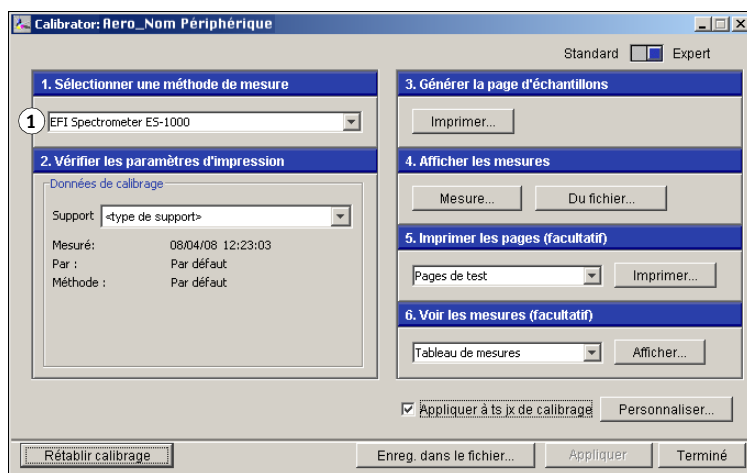 Calibrator: Aero_Nom Périphérique
Standard Expert
1. Sélectionner une méthode de mesure
1 EFI Spectrometer ES-1000
2. Vérifier les paramètres d'impression
Données de calibrage
Support <type de support>
Mesuré: 08/04/08 12:23:03
Par : Par défaut
Méthode : Par défaut
3. Générer la page d'échantillons
Imprimer...
4. Afficher les mesures
Mesure... Du fichier...
5. Imprimer les pages (facultatif)
Pages de test Imprimer...
6. Voir les mesures (facultatif)
Tableau de mesures Afficher...
Appliquer à ts jx de calibrage Personnaliser...
Rétablir calibrage Enreg. dans le fichier... Appliquer Terminé